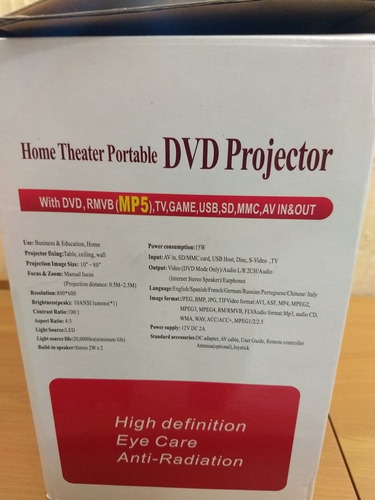 Home Theater Portable DVD Projector
With DVD,RMVB(MP5),TV,GAME,USB,SD,MMC,AV IN&OUT
Use: Business & Education, Home
Projector fixing:Table, ceiling, wall
Projection Image Size: 10"~80"
Focus & Zoom: Manual focus
(Projection distance: 0.5M-2.5M)
Resolution:800*600
Brightness(peak): 10ANSI lumens(*1)
Contrast Ratio:100:1
Aspect Ratio: 4:3
Light Source:LED
Light source life:20,000hrs(minimum life)
Build-in speaker:Stereo 2W x 2
Power consumption:15W
Input:AV in, SD/MMC card, USB Host, Disc, S-Video ,TV
Output:Video (DVD Mode Only)/Audio L/R 2CH/Audio
(Internet Stereo Speaker)/Earphones
Language:English/Spanish/French/German/Russian/Portuguese/Chinese/ Italy
Image format:JPEG, BMP, JPG, TIF/Video format:AVI, ASF, MP4, MPEG2
MPEG3, MPEG4, RM/RMVB, FLV/Audio format:Mp3, audio CD,
WMA, WAV, ACC/ACC+, MPEG1/2/2.5
Power supply:12V DC 2A
Standard accessories:DC adapter, AV cable, User Guide, Remote controller
Antenna(optional),Joystick
High definition
Eye Care
Anti-Radiation